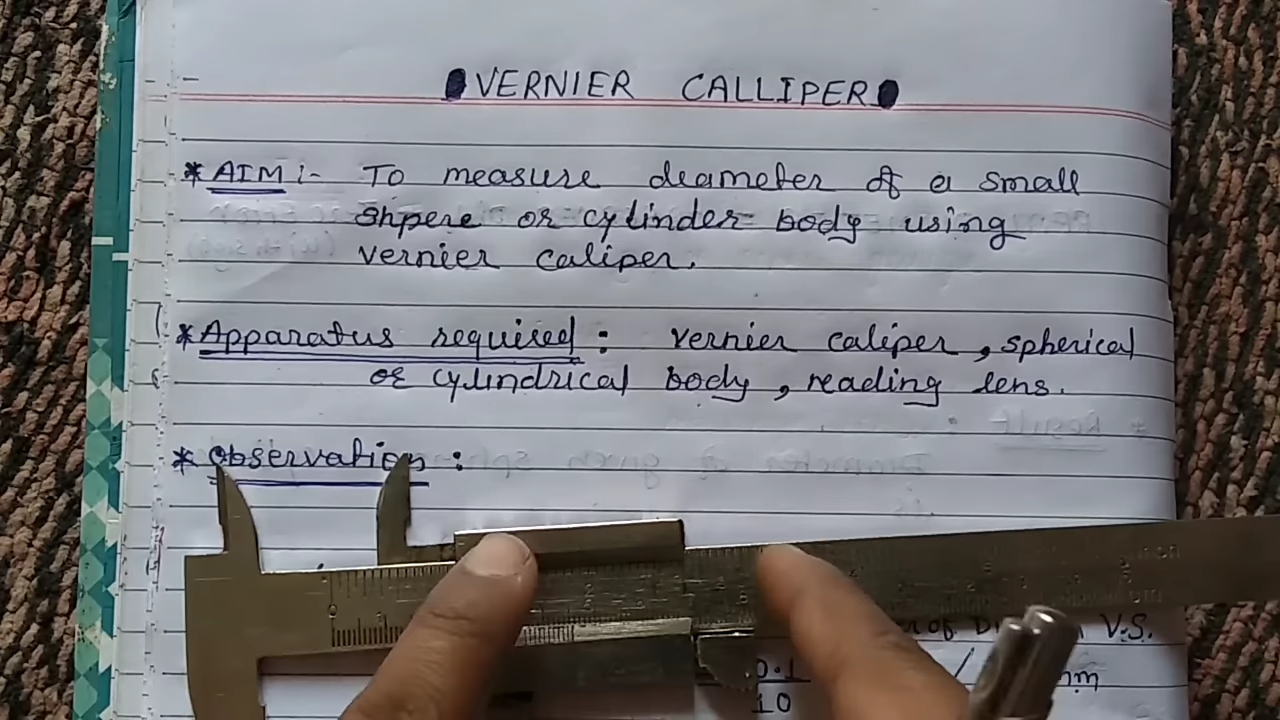 VERNIER CALLIPER
* AIM :- To measure diameter of a small
shpere or cylinder body using
vernier caliper.
* Apparatus required : vernier caliper, spherical
or cylindrical body, reading lens.
* Observation :
V.S.
0.1 /
10